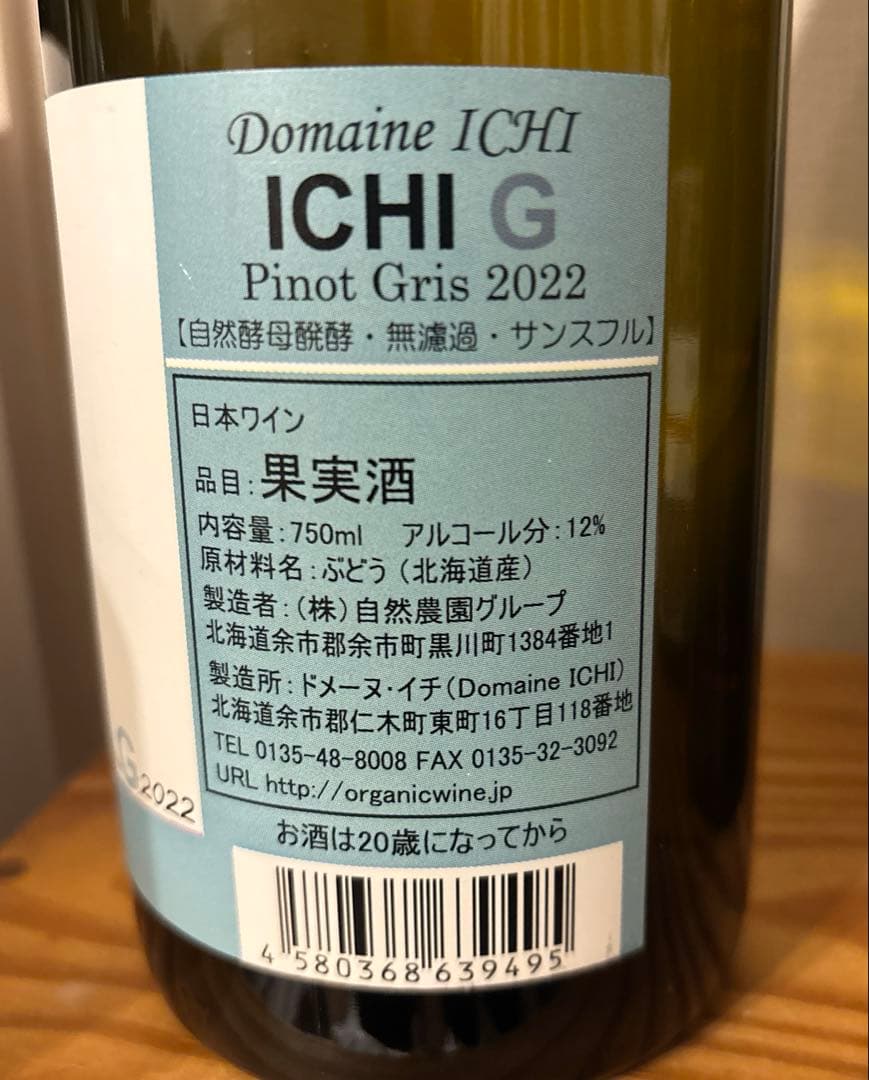 Domaine ICHI
ICHI G
Pinot Gris 2022
【自然酵母醗酵・無濾過・サンスフル】
日本ワイン
品目:果実酒
内容量:750ml アルコール分:12%
原材料名:ぶどう(北海道産)
製造者:(株)自然農園グループ
北海道余市郡余市町黒川町1384番地1
製造所:ドメーヌ・イチ(Domaine ICHI)
北海道余市郡仁木町東町16丁目118番地
TEL 0135-48-8008 FAX 0135-32-3092
URL http://organicwine.jp
お酒は20歳になってから
4 580368 639495
G 2022